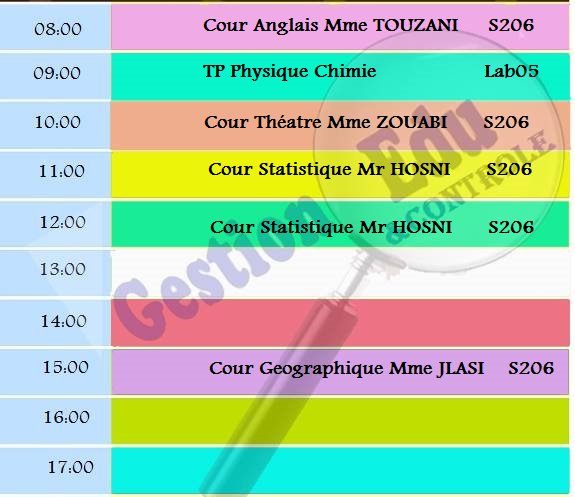 08:00 Cour Anglais Mme TOUZANI S206
09:00 TP Physique Chimie Lab05
10:00 Cour Théatre Mme ZOUABI S206
11:00 Cour Statistique Mr HOSNI S206
12:00 Cour Statistique Mr HOSNI S206
13:00
14:00
15:00 Cour Geographique Mme JLASI S206
16:00
17:00
Gestion Edu
&CONTROLE